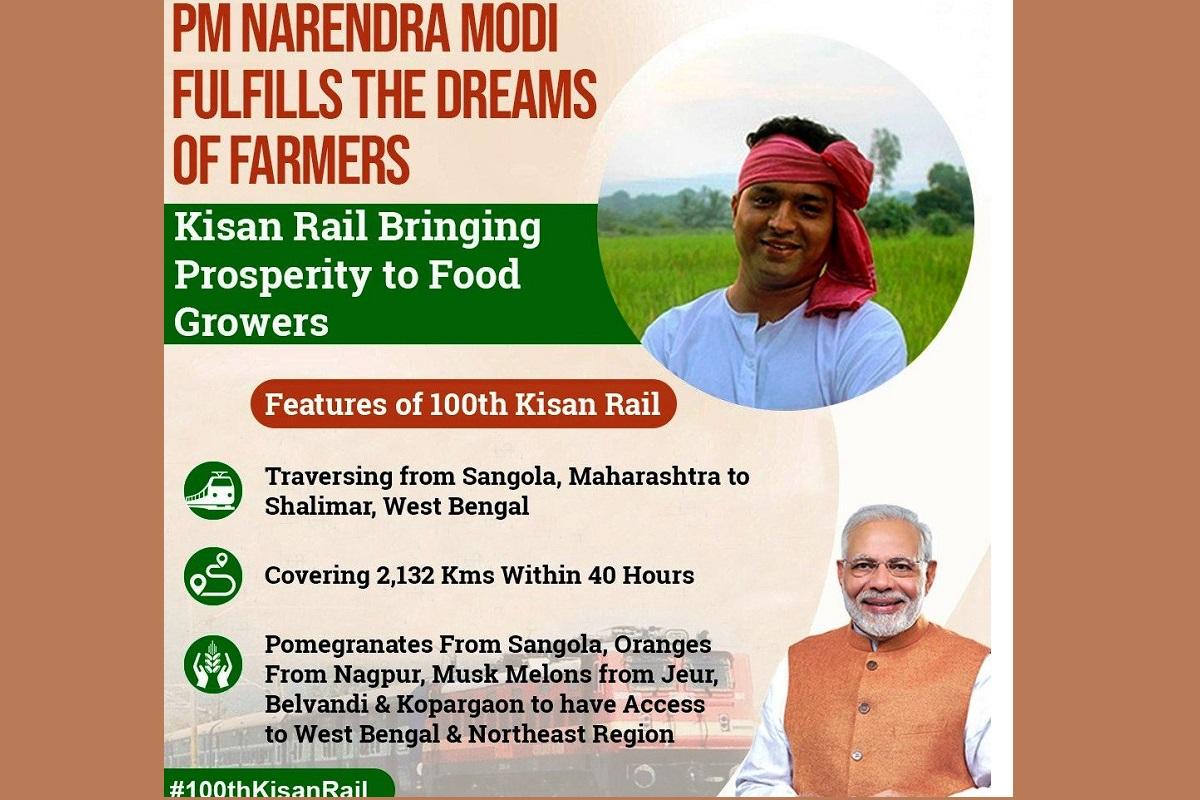 PM NARENDRA MODI
FULFILLS THE DREAMS
OF FARMERS
Kisan Rail Bringing
Prosperity to Food
Growers
Features of 100th Kisan Rail
Traversing from Sangola, Maharashtra to
Shalimar, West Bengal
Covering 2,132 Kms Within 40 Hours
Pomegranates From Sangola, Oranges
From Nagpur, Musk Melons from Jeur,
Belvandi & Kopargaon to have Access
to West Bengal & Northeast Region
#100thKisanRail